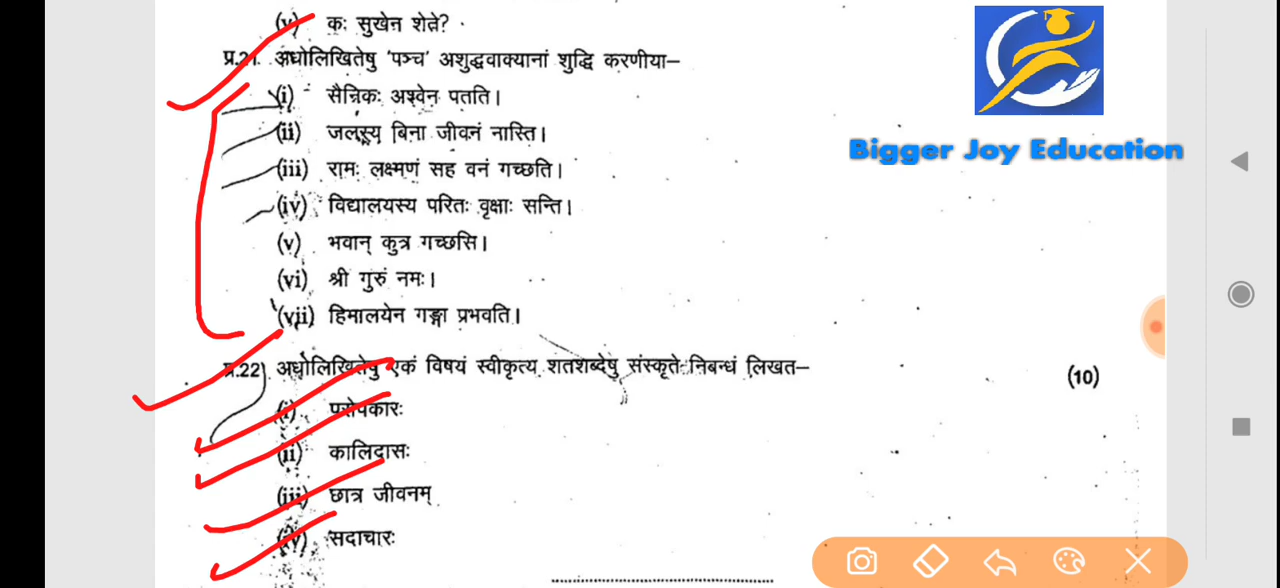 (v) कः सुखेन शेते?
प्र.21. अधोलिखितेषु 'पञ्च' अशुद्धवाक्यानां शुद्धि करणीया–
(i) सैनिकः अश्वेन पतति।
(ii) जलस्य बिना जीवनं नास्ति।
(iii) रामः लक्ष्मणं सह वनं गच्छति।
(iv) विद्यालयस्य परितः वृक्षाः सन्ति।
(v) भवान् कुत्र गच्छसि।
(vi) श्री गुरुं नमः।
(vii) हिमालयेन गङ्गा प्रभवति।
प्र.22 अधोलिखितेषु एकं विषयं स्वीकृत्य शतशब्देषु संस्कृते निबन्धं लिखत– (10)
(i) परोपकारः
(ii) कालिदासः
(iii) छात्र जीवनम्
(iv) सदाचारः
Bigger Joy Education